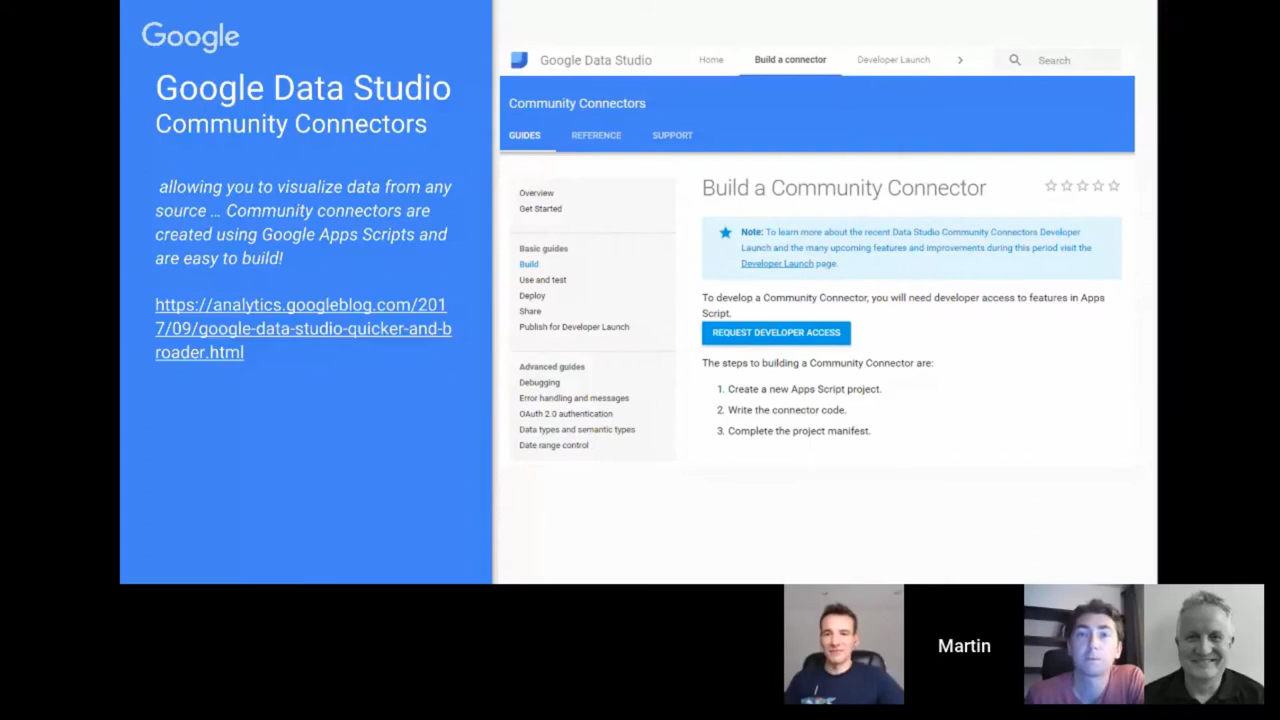 Google
Google Data Studio
Community Connectors
allowing you to visualize data from any
source … Community connectors are
created using Google Apps Scripts and
are easy to build!
https://analytics.googleblog.com/201
7/09/google-data-studio-quicker-and-b
roader.html
Google Data Studio
Home
Build a connector
Developer Launch
Search
Community Connectors
GUIDES
REFERENCE
SUPPORT
Overview
Get Started
Basic guides
Build
Use and test
Deploy
Share
Publish for Developer Launch
Advanced guides
Debugging
Error handling and messages
OAuth 2.0 authentication
Data types and semantic types
Date range control
Build a Community Connector
Note: To learn more about the recent Data Studio Community Connectors Developer
Launch and the many upcoming features and improvements during this period visit the
Developer Launch page.
To develop a Community Connector, you will need developer access to features in Apps
Script.
REQUEST DEVELOPER ACCESS
The steps to building a Community Connector are:
1. Create a new Apps Script project.
2. Write the connector code.
3. Complete the project manifest.
Martin